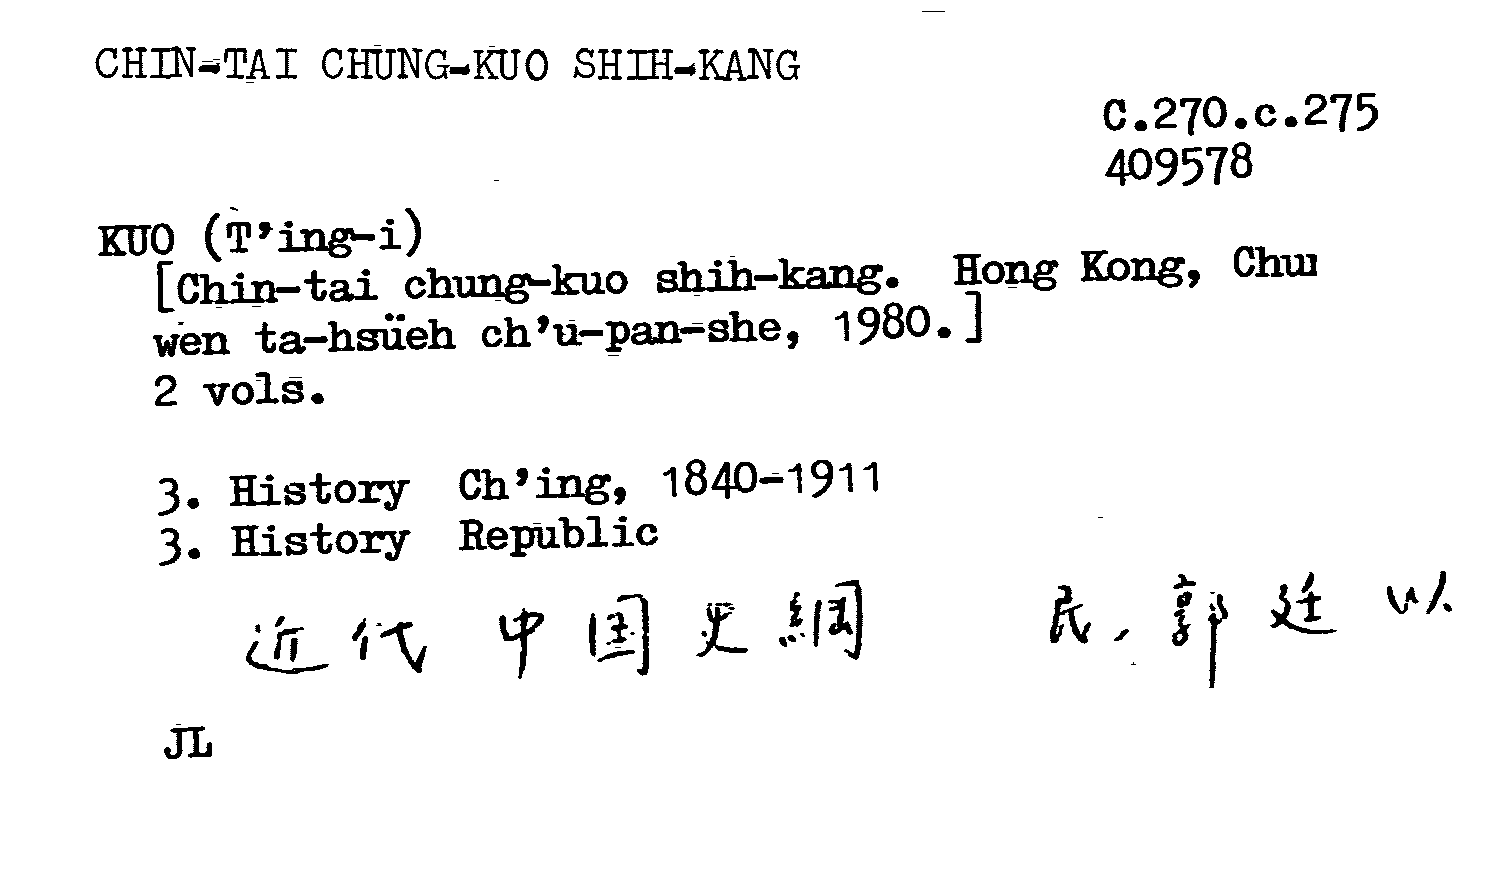 CHIN-TAI CHUNG-KUO SHIH-KANG
C.270.c.275
409578
KUO (T'ing-i)
[Chin-tai chung-kuo shih-kang. Hong Kong, Chu
wen ta-hsüeh ch'u-pan-she, 1980.]
2 vols.
3. History Ch'ing, 1840-1911
3. History Republic
近代中国史綱 民,郭廷以
JL